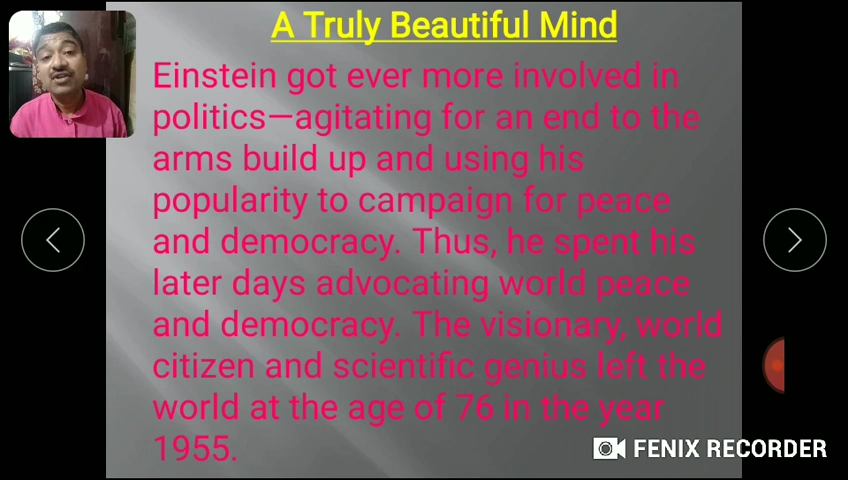 A Truly Beautiful Mind
Einstein got ever more involved in
politics—agitating for an end to the
arms build up and using his
popularity to campaign for peace
and democracy. Thus, he spent his
later days advocating world peace
and democracy. The visionary, world
citizen and scientific genius left the
world at the age of 76 in the year
1955.
FENIX RECORDER